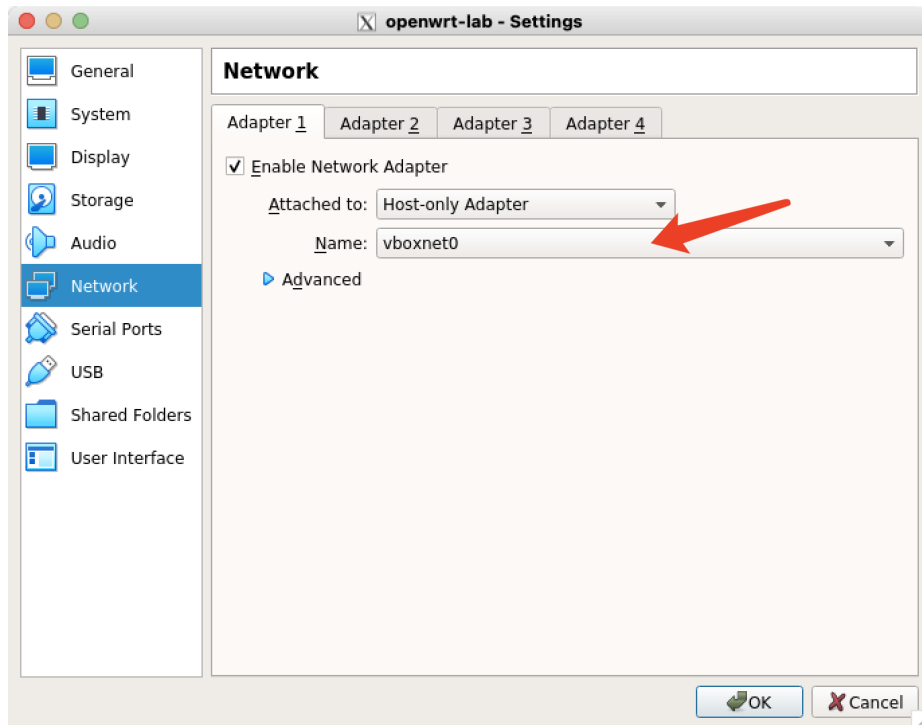 openwrt-lab - Settings
General
System
Display
Storage
Audio
Network
Serial Ports
USB
Shared Folders
User Interface
Network
Adapter 1 Adapter 2 Adapter 3 Adapter 4
Enable Network Adapter
Attached to: Host-only Adapter
Name: vboxnet0
Advanced
OK Cancel